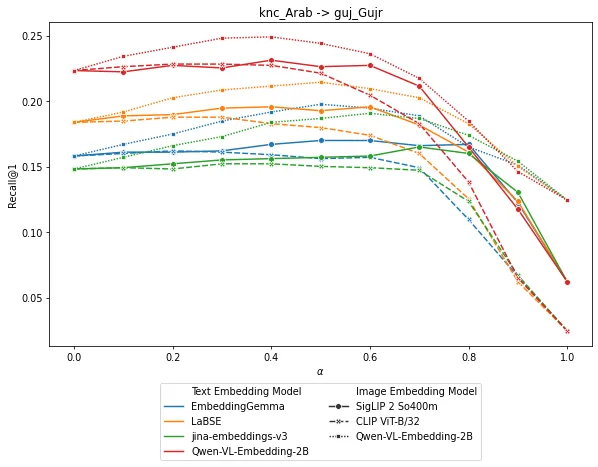 knc_Arab -> guj_Gujr
0.25
0.20
0.15
0.10
0.05
Recall@1
0.0 0.2 0.4 0.6 0.8 1.0
α
Text Embedding Model
EmbeddingGemma
LaBSE
jina-embeddings-v3
Qwen-VL-Embedding-2B
Image Embedding Model
SigLIP 2 So400m
CLIP ViT-B/32
Qwen-VL-Embedding-2B